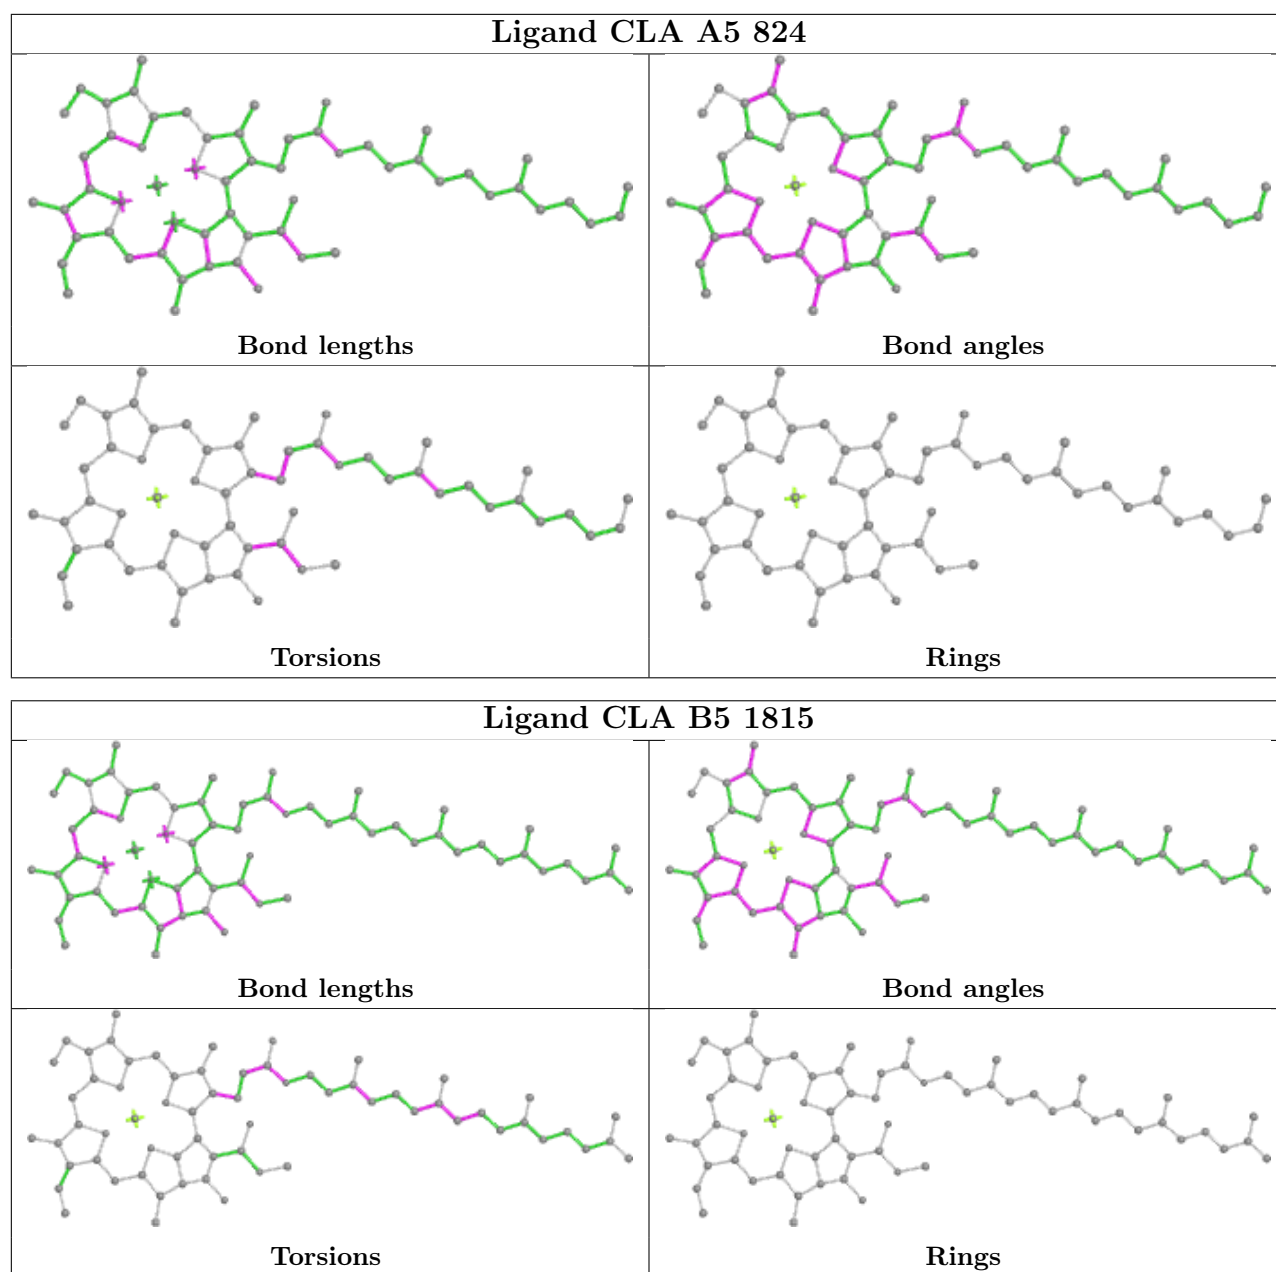 Ligand CLA A5 824
Bond lengths
Bond angles
Torsions
Rings
Ligand CLA B5 1815
Bond lengths
Bond angles
Torsions
Rings